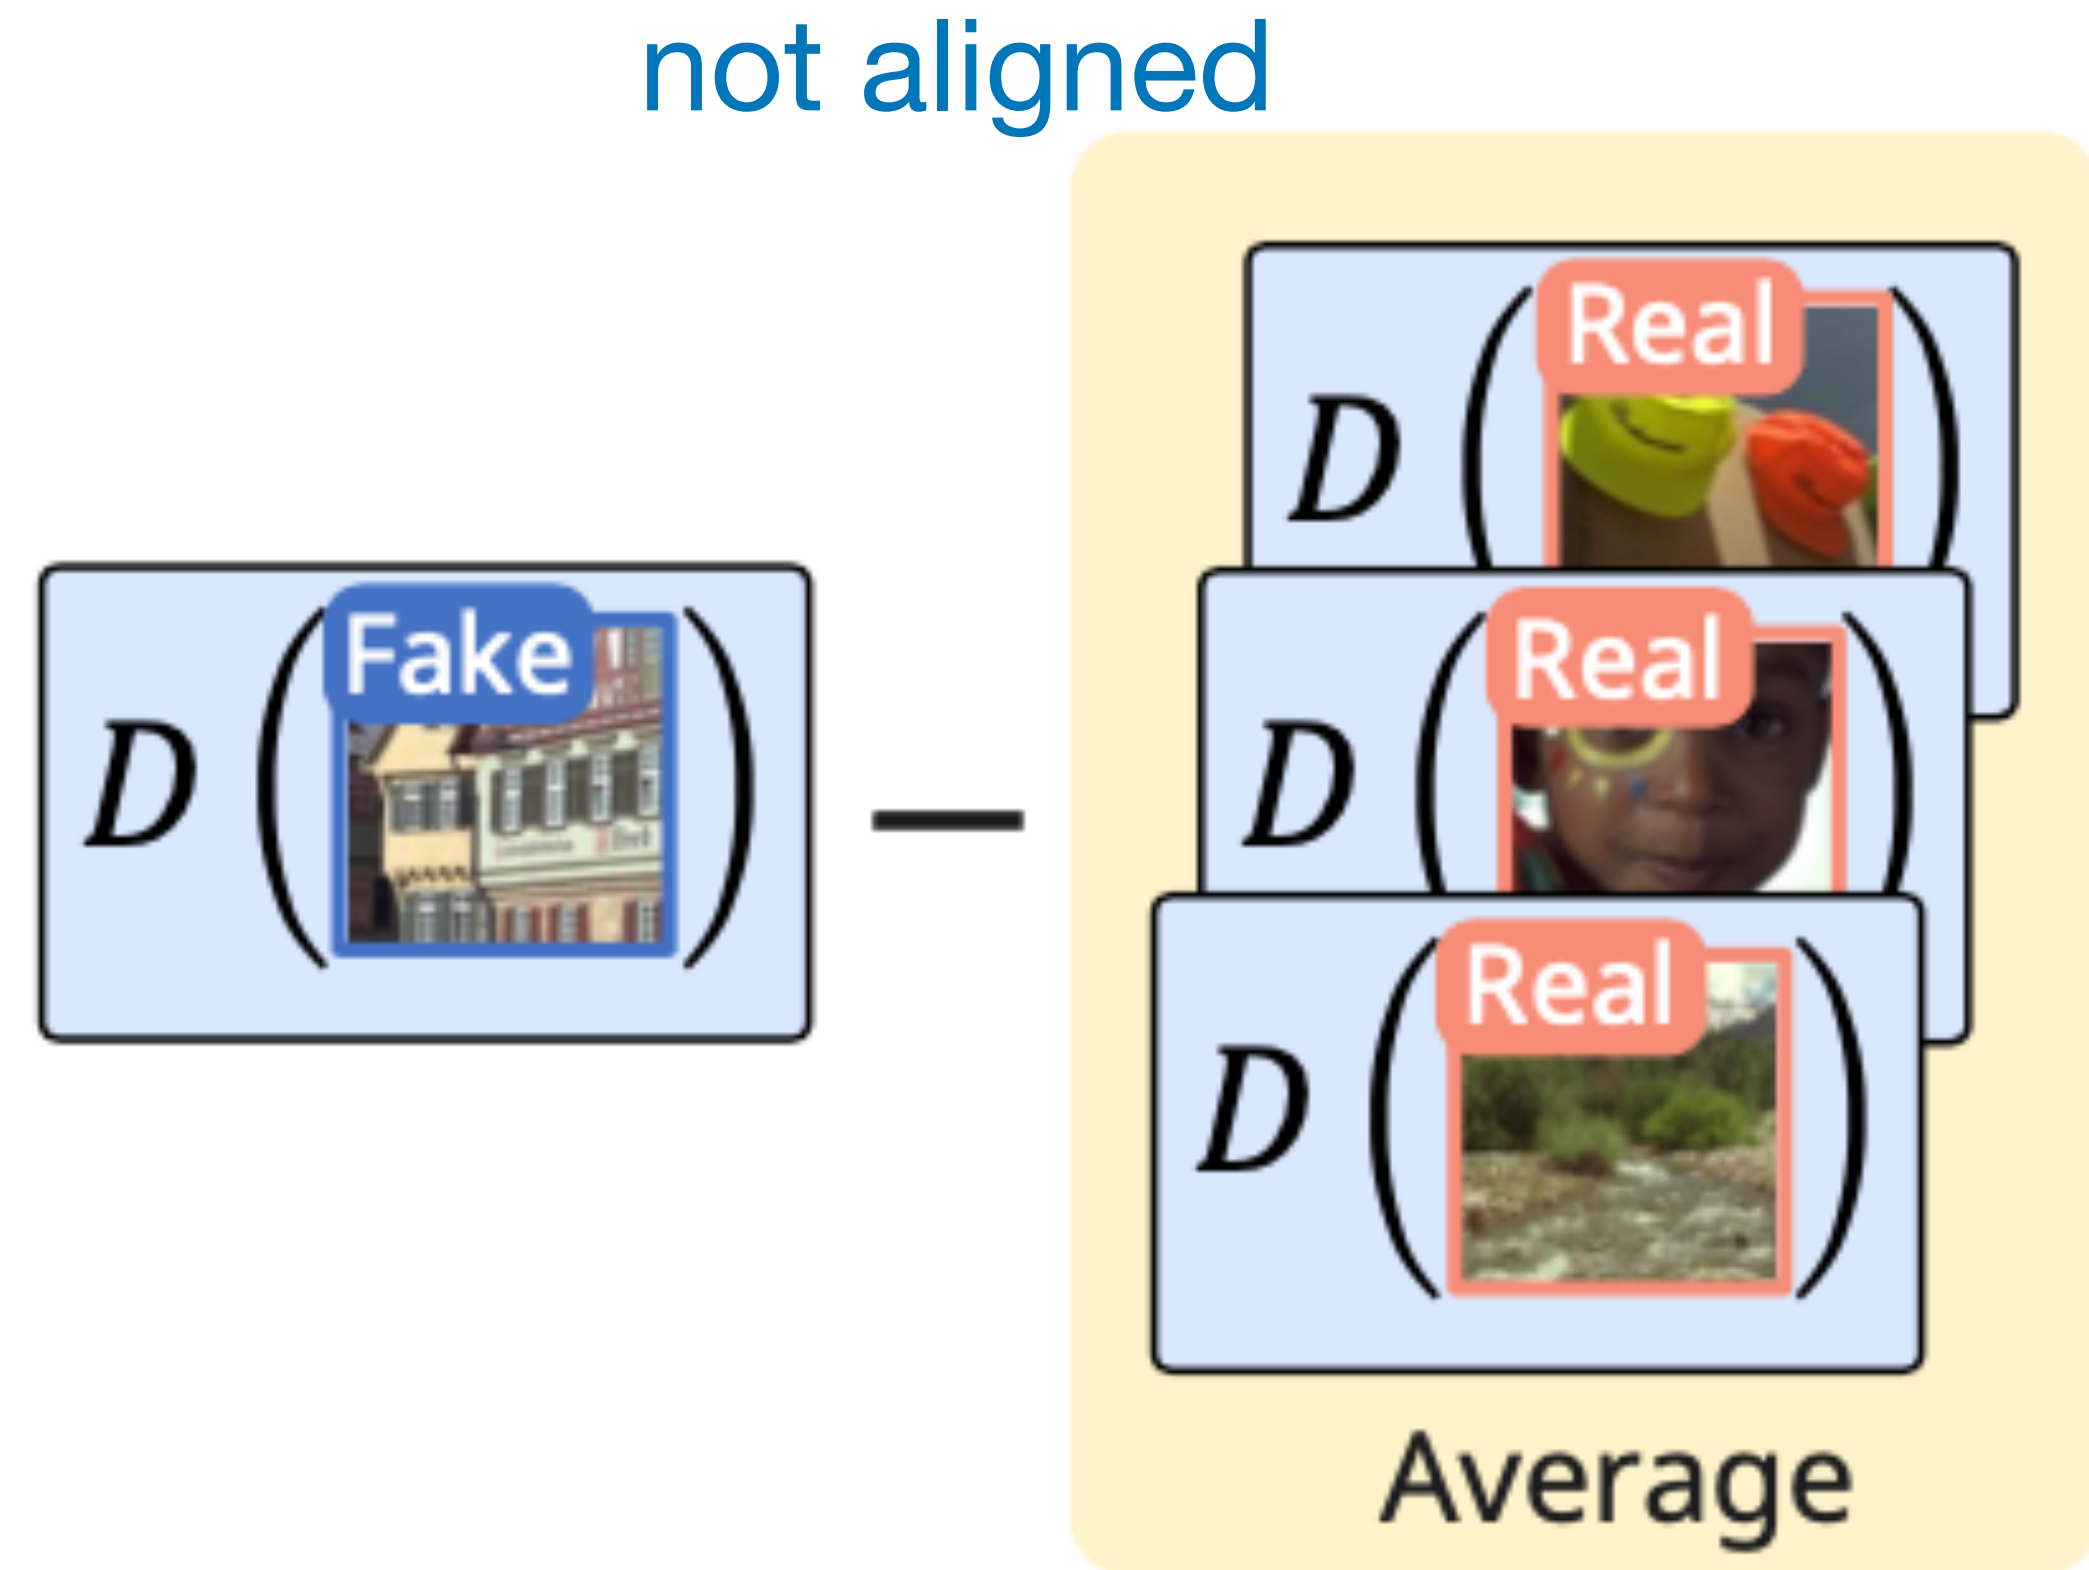 not aligned
D ( Real )
D ( Fake )
—
D ( Real )
D ( Real )
Average